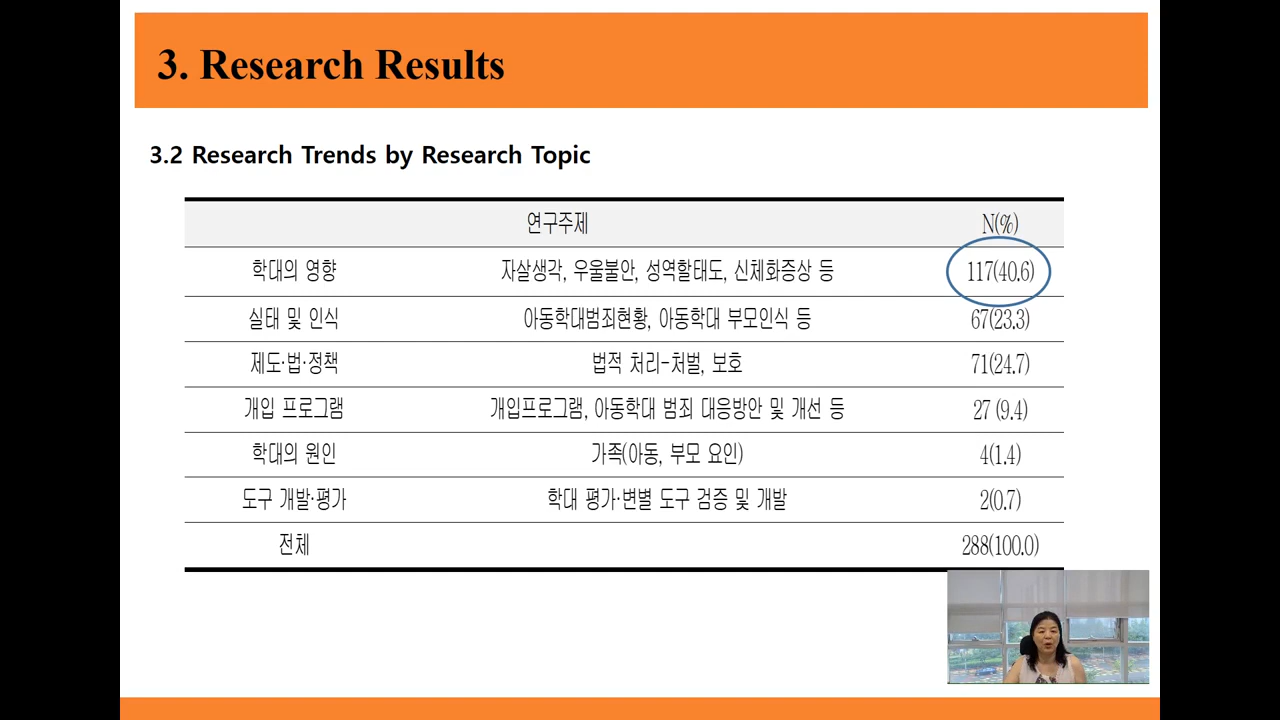 3. Research Results
3.2 Research Trends by Research Topic
연구주제 N(%)
학대의 영향 자살생각, 우울불안, 성역할태도, 신체화증상 등 117(40.6)
실태 및 인식 아동학대범죄현황, 아동학대 부모인식 등 67(23.3)
제도·법·정책 법적 처리-처벌, 보호 71(24.7)
개입 프로그램 개입프로그램, 아동학대 범죄 대응방안 및 개선 등 27 (9.4)
학대의 원인 가족(아동, 부모 요인) 4(1.4)
도구 개발·평가 학대 평가·변별 도구 검증 및 개발 2(0.7)
전체 288(100.0)